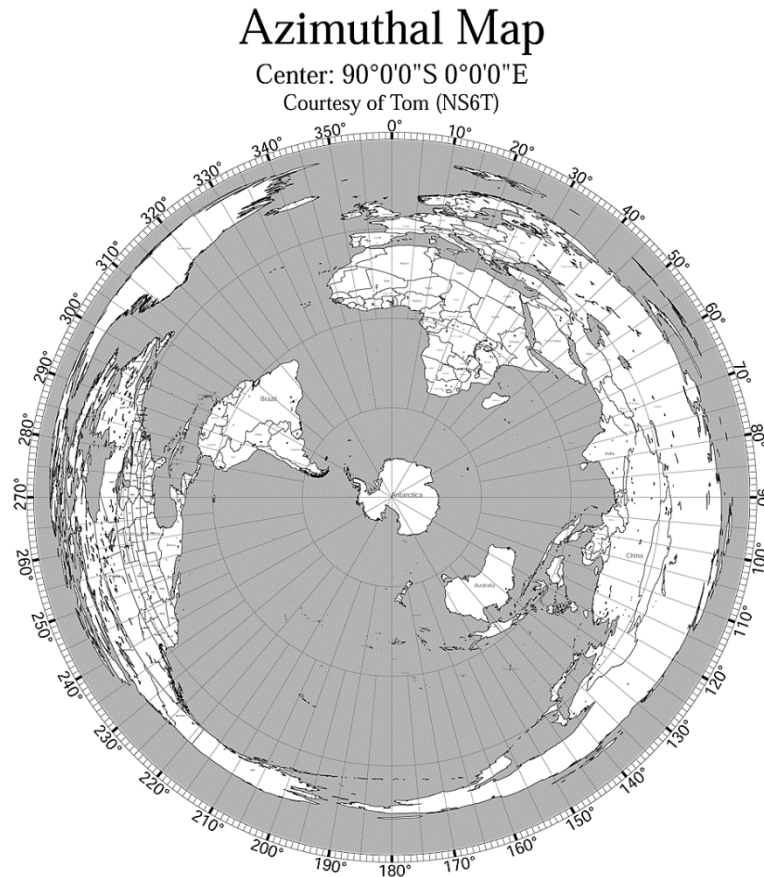 Azimuthal Map
Center: 90°0'0"S 0°0'0"E
Courtesy of Tom (NS6T)
350° 0° 10°
340° 20°
330° 30°
320° 40°
310° 50°
300° 60°
290° 70°
280° 80°
270° 90
260° 100°
250° 110°
240° 120°
230° 130°
220° 140°
210° 150°
200° 160°
190° 180° 170°
Brazil
India
Antarctica
China
Australia